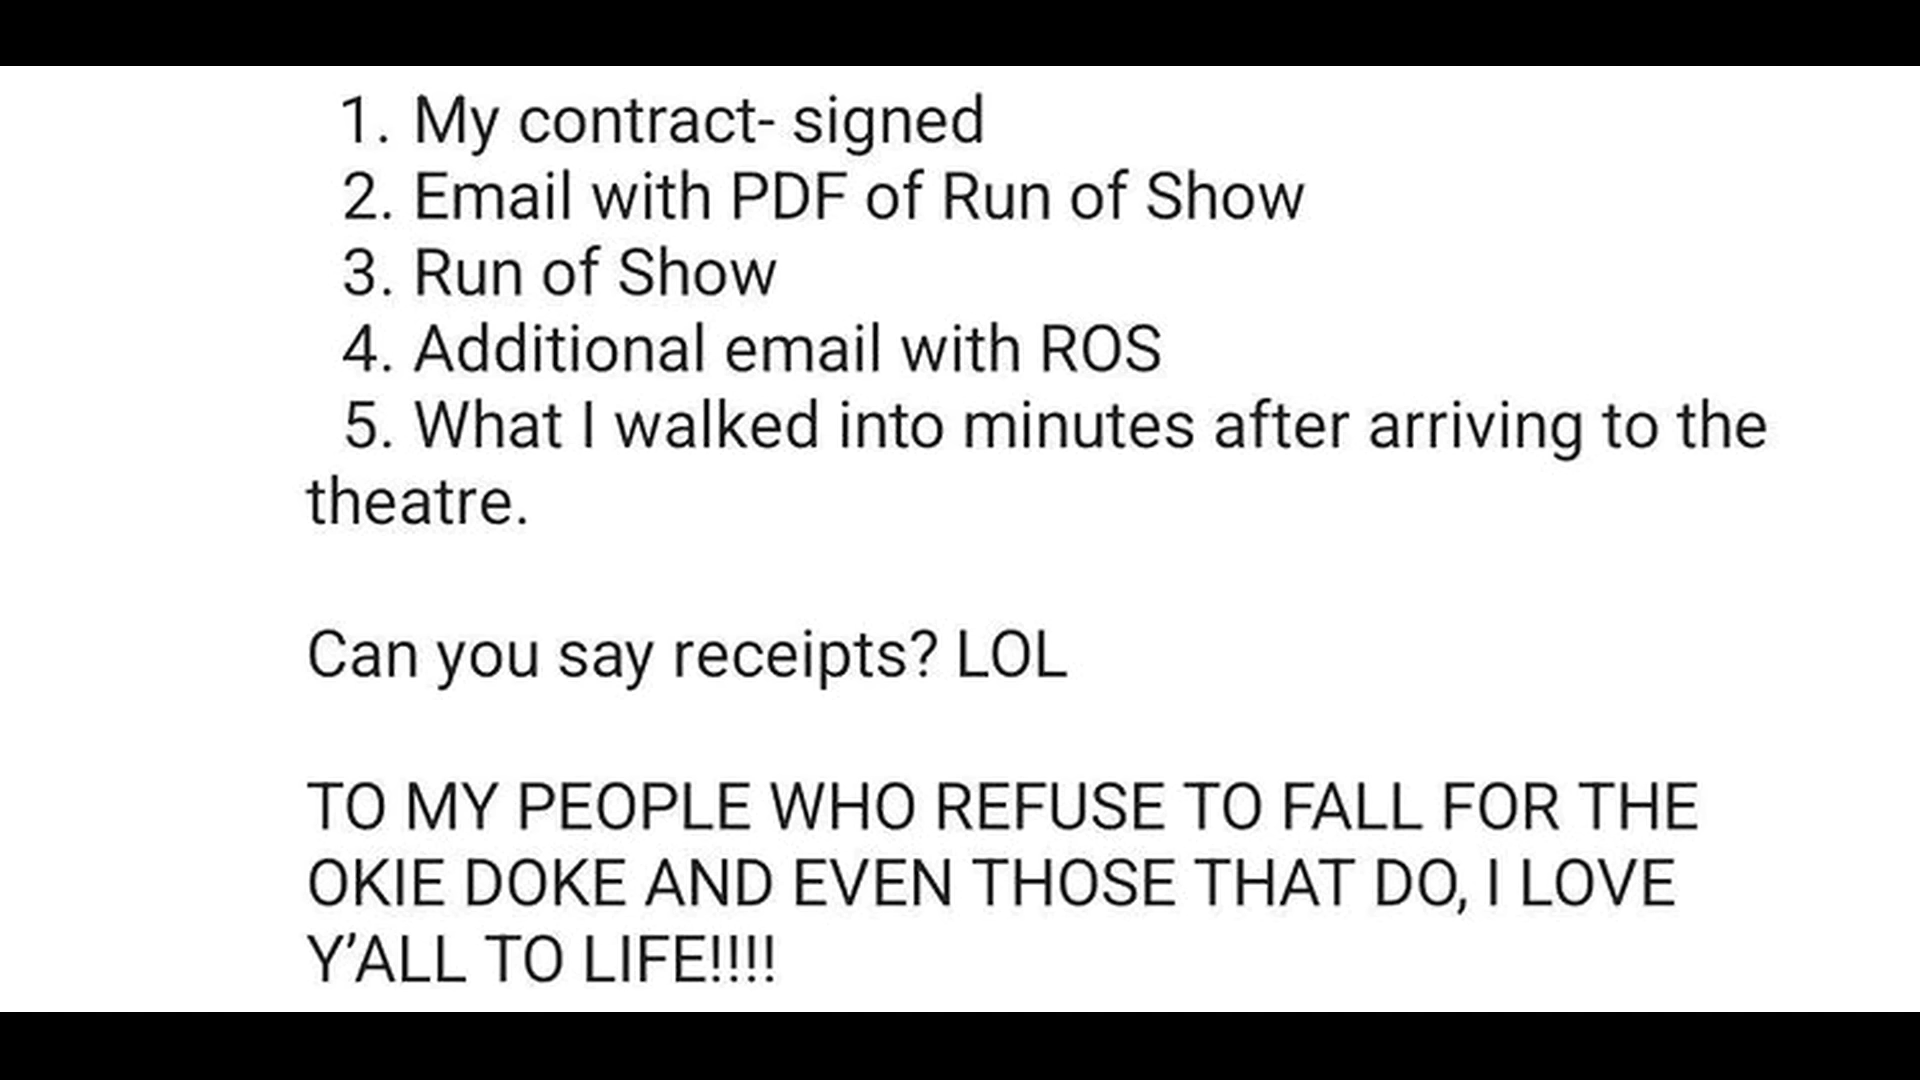 1. My contract- signed
2. Email with PDF of Run of Show
3. Run of Show
4. Additional email with ROS
5. What I walked into minutes after arriving to the
theatre.
Can you say receipts? LOL
TO MY PEOPLE WHO REFUSE TO FALL FOR THE
OKIE DOKE AND EVEN THOSE THAT DO, I LOVE
Y’ALL TO LIFE!!!!